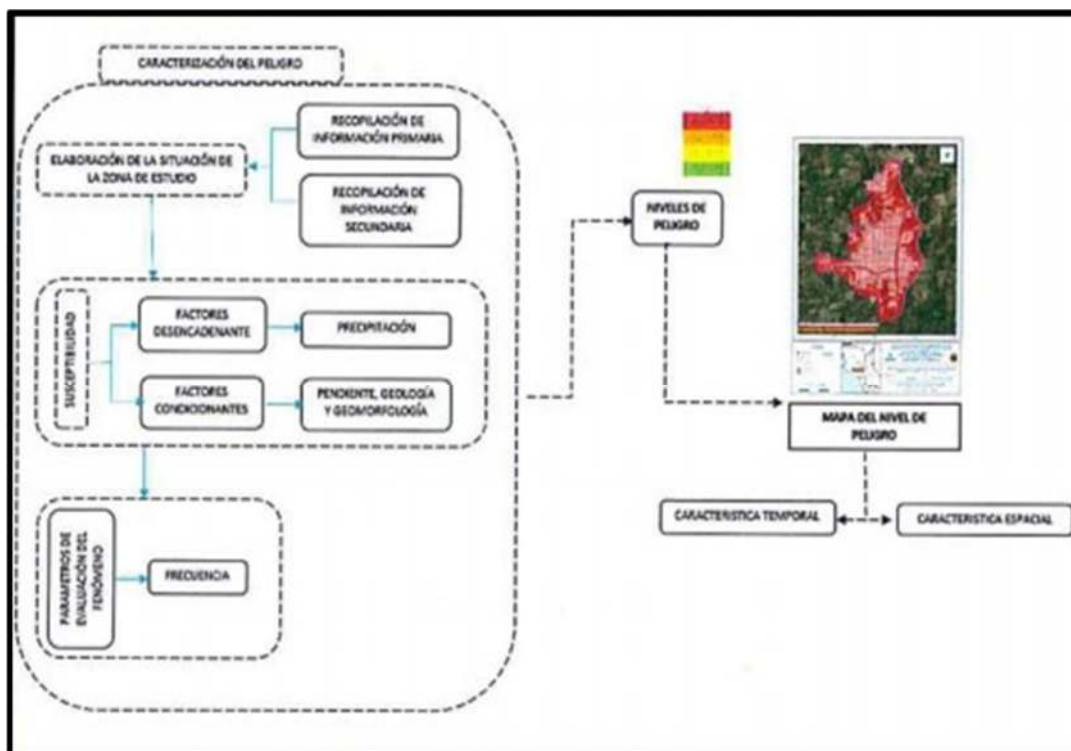 CARACTERIZACIÓN DEL PELIGRO
RECOPILACIÓN DE
INFORMACIÓN PRIMARIA
ELABORACIÓN DE LA SITUACIÓN DE
LA ZONA DE ESTUDIO
RECOPILACIÓN DE
INFORMACIÓN
SECUNDARIA
SUSCEPTIBILIDAD
FACTORES
DESENCADENANTE
PRECIPITACIÓN
FACTORES
CONDICIONANTES
PENDIENTE, GEOLOGÍA
Y GEOMORFOLOGÍA
PARAMETROS DE
EVALUACIÓN DEL
FENÓMENO
FRECUENCIA
NIVELES DE
PELIGRO
MAPA DEL NIVEL DE
PELIGRO
CARACTERISTICA TEMPORAL
CARACTERISTICA ESPACIAL